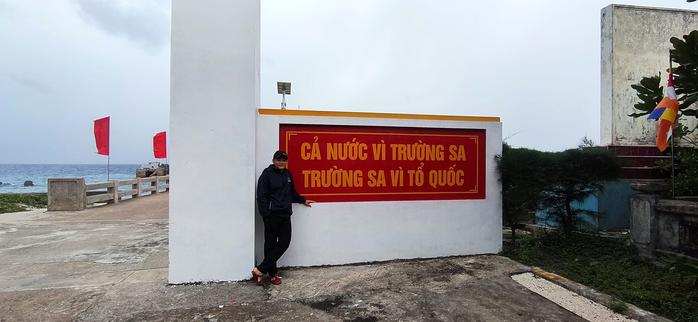 CẢ NƯỚC VÌ TRƯỜNG SA
TRƯỜNG SA VÌ TỔ QUỐC